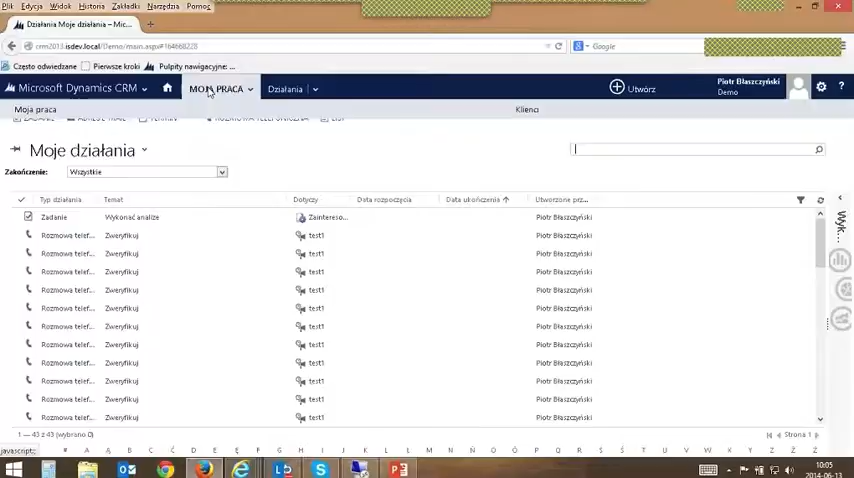 Plik Edycja Widok Historia Zakładki Narzędzia Pomoc
Działania Moje działania – Mic...
crm2013.isdev.local/Demo/main.aspx#164668228
Google
Często odwiedzane Pierwsze kroki Pulpity nawigacyjne: ...
Microsoft Dynamics CRM MOJA PRACA Działania Utwórz Piotr Błaszczyński
Demo
Moja praca Klienci
Moje działania
Zakończenie: Wszystkie
Typ działania Temat Dotyczy Data rozpoczęcia Data ukończenia Utworzone prz...
Zadanie Wykonać analize Zaintereso... Piotr Błaszczyński
Rozmowa telef... Zweryfikuj test1 Piotr Błaszczyński
Rozmowa telef... Zweryfikuj test1 Piotr Błaszczyński
Rozmowa telef... Zweryfikuj test1 Piotr Błaszczyński
Rozmowa telef... Zweryfikuj test1 Piotr Błaszczyński
Rozmowa telef... Zweryfikuj test1 Piotr Błaszczyński
Rozmowa telef... Zweryfikuj test1 Piotr Błaszczyński
Rozmowa telef... Zweryfikuj test1 Piotr Błaszczyński
Rozmowa telef... Zweryfikuj test1 Piotr Błaszczyński
Rozmowa telef... Zweryfikuj test1 Piotr Błaszczyński
Rozmowa telef... Zweryfikuj test1 Piotr Błaszczyński
Rozmowa telef... Zweryfikuj test1 Piotr Błaszczyński
Wyk...
1 — 43 z 43 (wybrano 0) Strona 1
javascript: # A Ą B C D E F G H I J K L M N O P Q R S T U V W X Y Z Ź Ż
10:05
2014-06-13